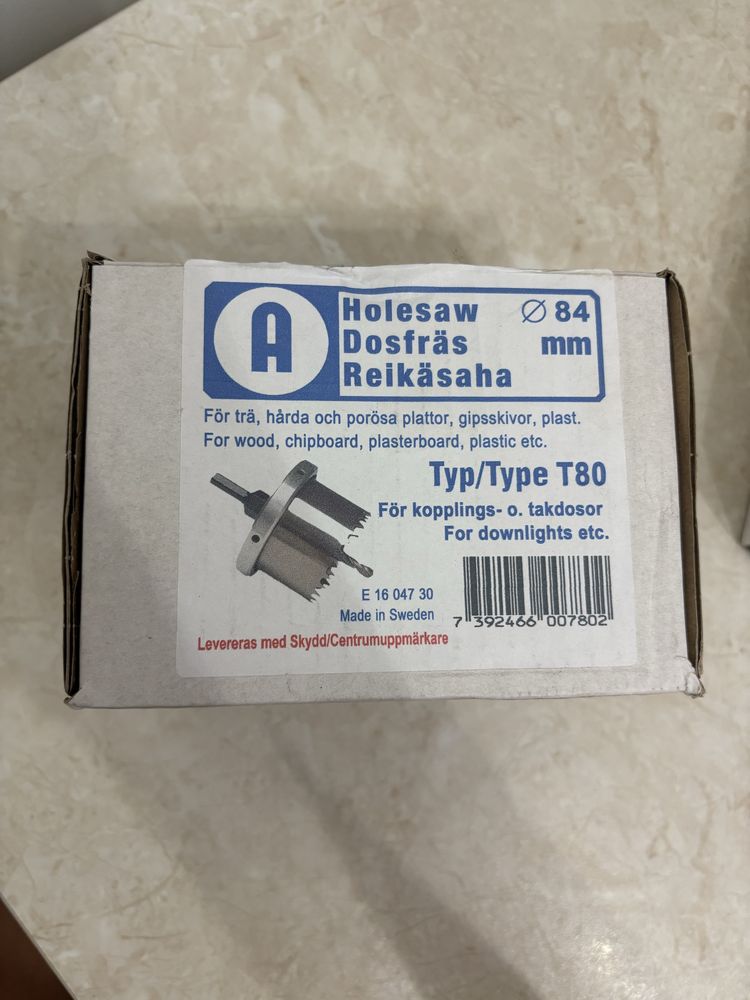 A
Holesaw Ø 84
Dosfräs mm
Reikäsaha
För trä, hårda och porösa plattor, gipsskivor, plast.
For wood, chipboard, plasterboard, plastic etc.
Typ/Type T80
För kopplings- o. takdosor
For downlights etc.
E 16 047 30
Made in Sweden
7 392466 007802
Levereras med Skydd/Centrumuppmärkare